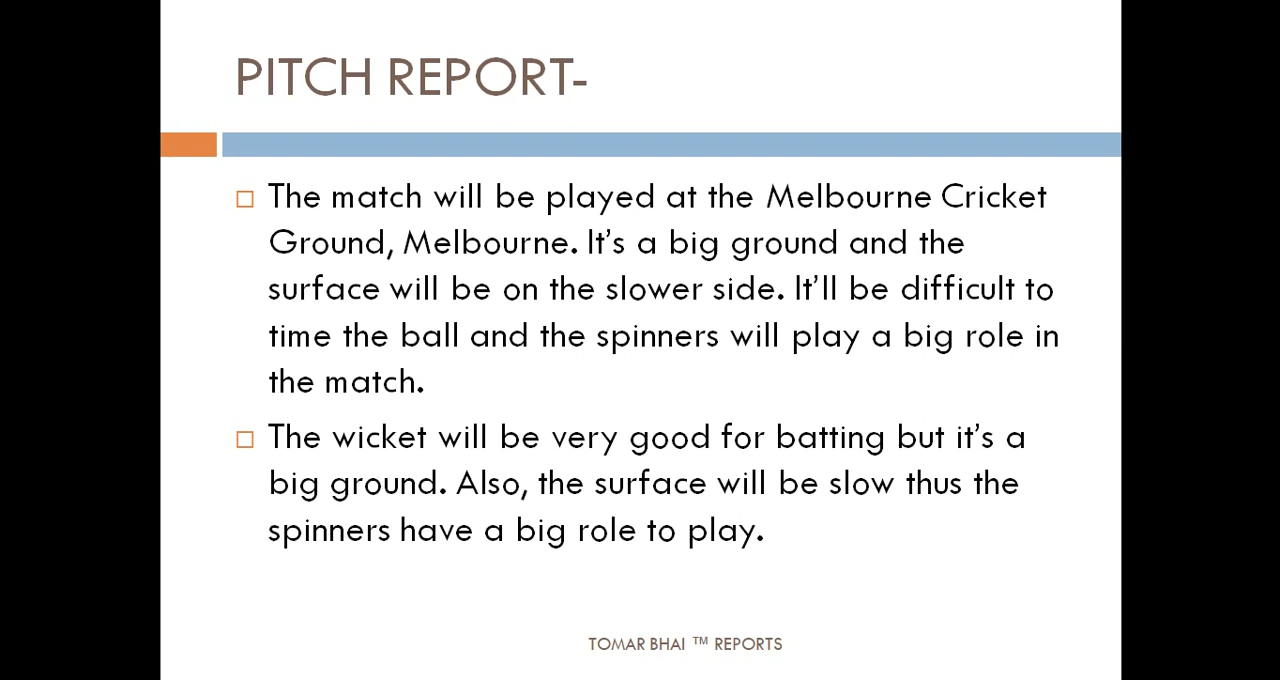 PITCH REPORT-
The match will be played at the Melbourne Cricket
Ground, Melbourne. It's a big ground and the
surface will be on the slower side. It'll be difficult to
time the ball and the spinners will play a big role in
the match.
The wicket will be very good for batting but it's a
big ground. Also, the surface will be slow thus the
spinners have a big role to play.
TOMAR BHAI ™ REPORTS